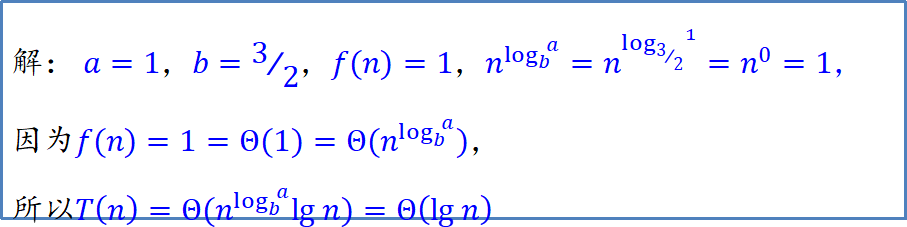 解： a = 1， b = 3/2， f(n) = 1， n^{log_b^a} = n^{log_{3/2}^1} = n^0 = 1，
因为f(n) = 1 = Θ(1) = Θ(n^{log_b^a})，
所以T(n) = Θ(n^{log_b^a} lg n) = Θ(lg n)